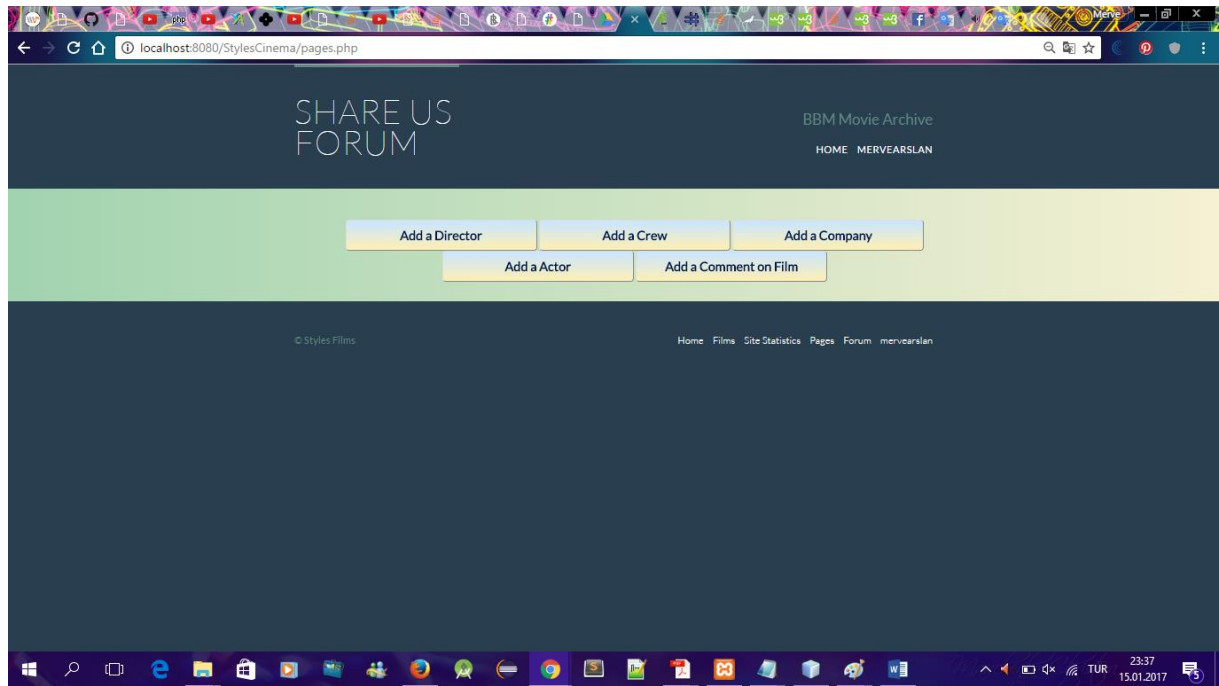 php
Merve
localhost:8080/StylesCinema/pages.php
SHARE US
FORUM
BBM Movie Archive
HOME MERVEARSLAN
Add a Director
Add a Crew
Add a Company
Add a Actor
Add a Comment on Film
© Styles Films
Home Films Site Statistics Pages Forum mervearslan
TUR
23:37
15.01.2017